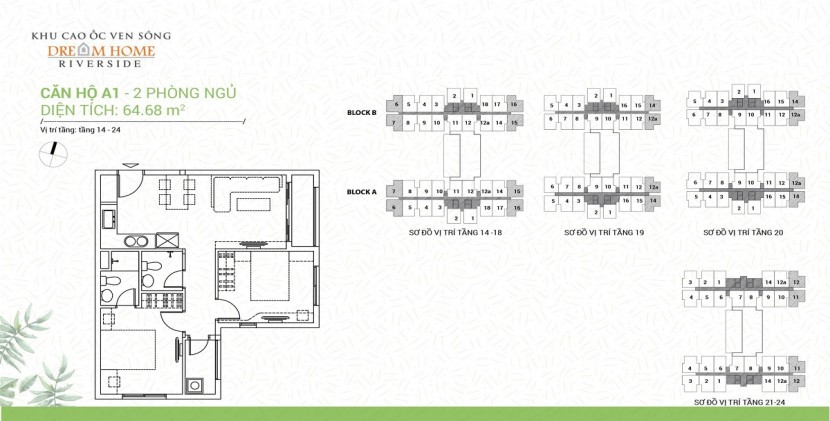 KHU CAO ỐC VEN SÔNG
DREAM HOME
RIVERSIDE
CĂN HỘ A1 - 2 PHÒNG NGỦ
DIỆN TÍCH: 64.68 m²
Vị trí tầng: tầng 14 - 24
2 1
6 5 4 3 18 17 16
BLOCK B
7 8 9 10 11 12 12a 14 15
BLOCK A
7 8 9 10 11 12 12a 14 15
6 5 4 3 18 17 16
2 1
SƠ ĐỒ VỊ TRÍ TẦNG 14 -18
2 1
5 4 3 17 15 14
6 7 8 9 10 11 12 12a
6 7 8 9 10 11 12 12a
5 4 3 17 15 14
2 1
SƠ ĐỒ VỊ TRÍ TẦNG 19
2 1
5 4 3 14
6 7 8 9 10 11 12 12a
6 7 8 9 10 11 12 12a
5 4 3 14
2 1
SƠ ĐỒ VỊ TRÍ TẦNG 20
3 2 1 14 12a 12
4 5 6 7 8 9 10 11
4 5 6 7 8 9 10 11
3 2 1 14 12a 12
SƠ ĐỒ VỊ TRÍ TẦNG 21-24